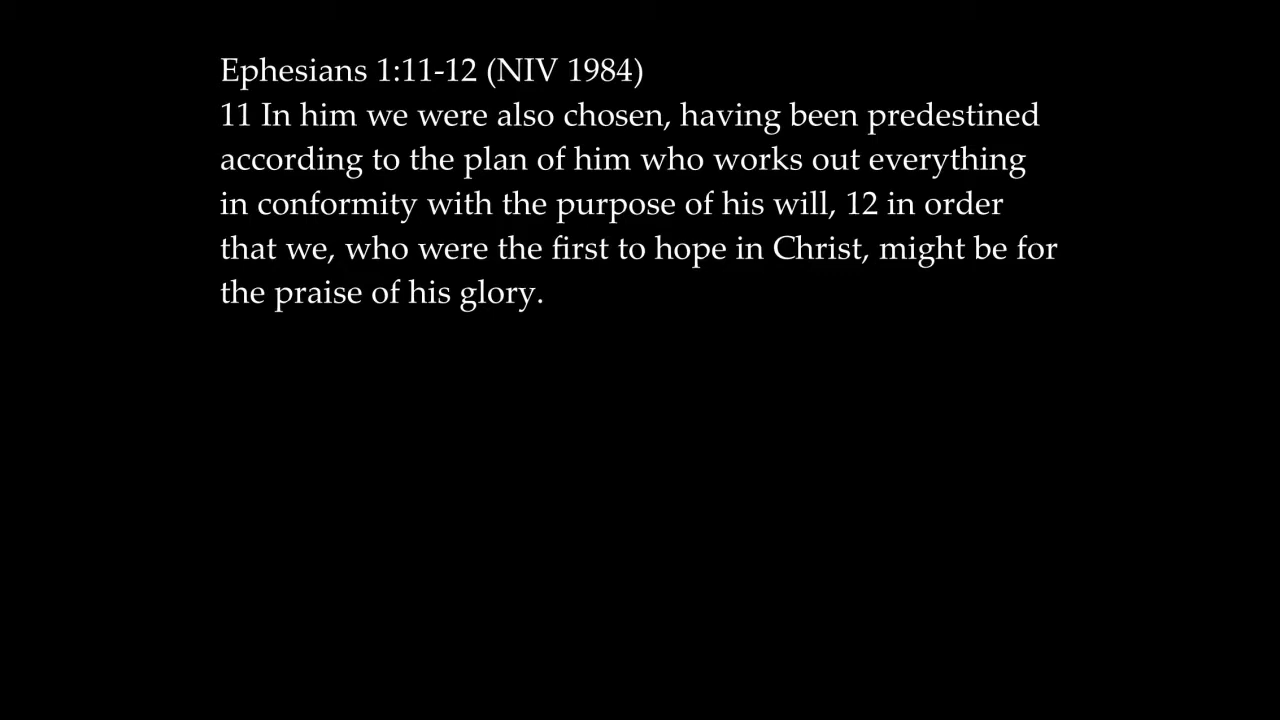 Ephesians 1:11-12 (NIV 1984)
11 In him we were also chosen, having been predestined
according to the plan of him who works out everything
in conformity with the purpose of his will, 12 in order
that we, who were the first to hope in Christ, might be for
the praise of his glory.